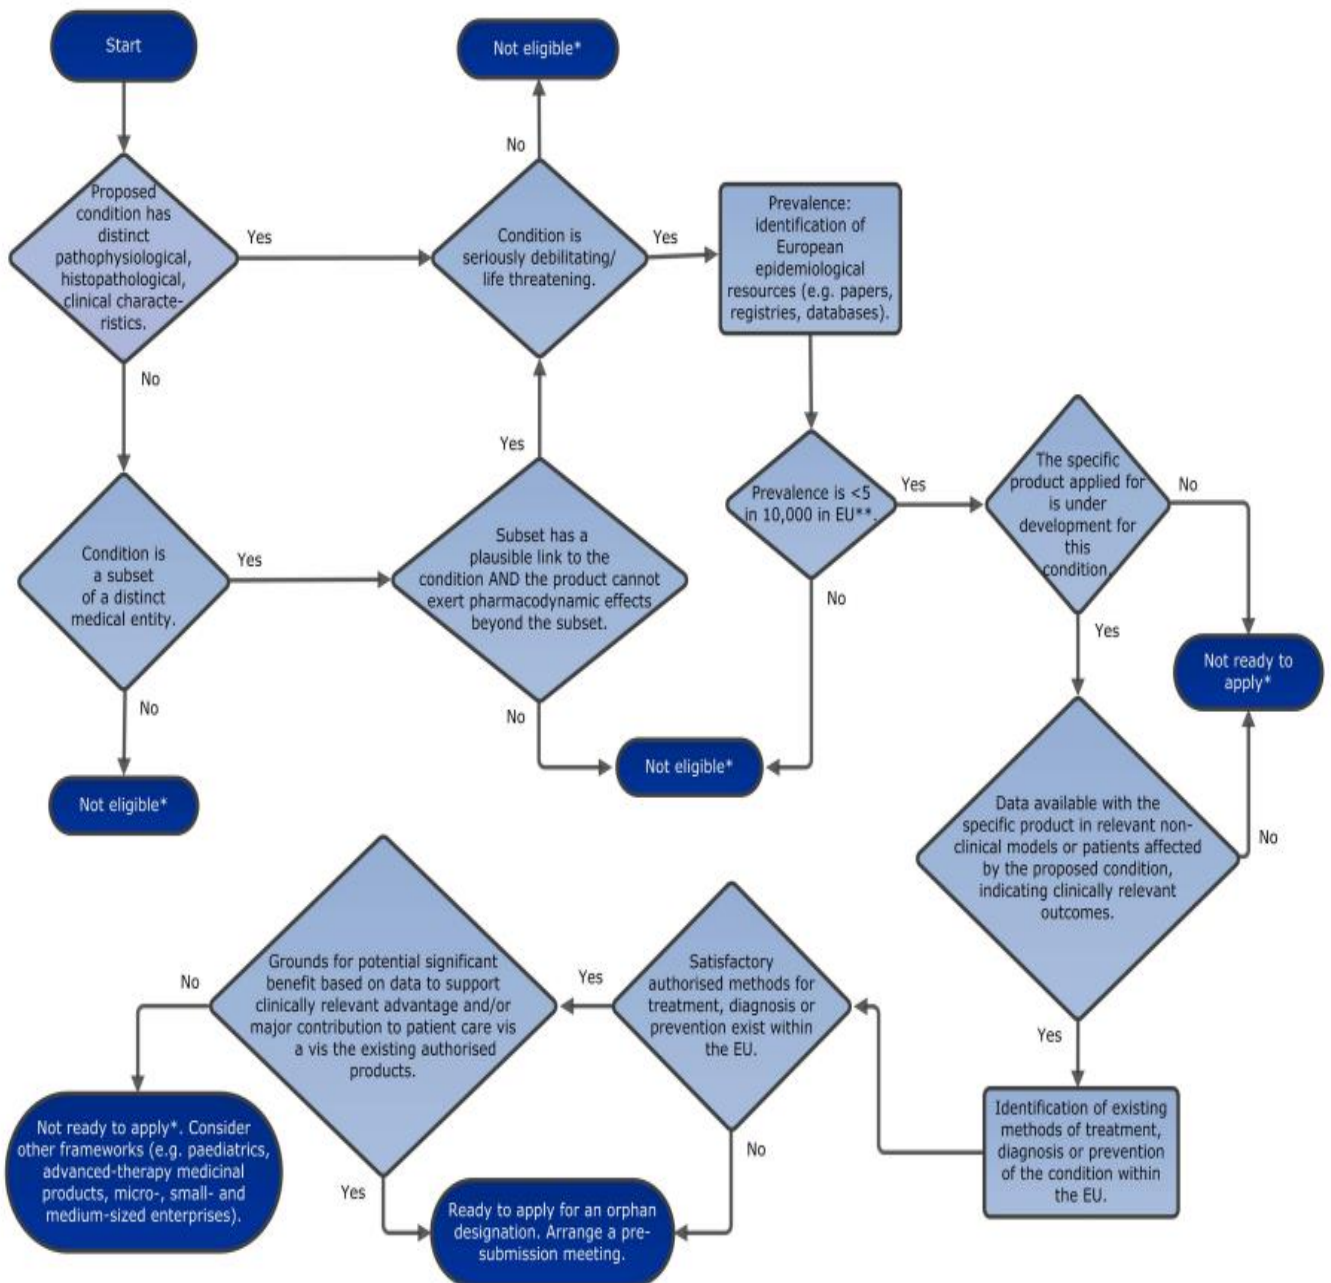 Start
Not eligible*
Proposed
condition has
distinct
pathophysiological,
histopathological,
clinical characte-
ristics.
Yes
No
Condition is
seriously debilitating/
life threatening.
No
Yes
Prevalence:
identification of
European
epidemiological
resources (e.g. papers,
registries, databases).
Condition is
a subset
of a distinct
medical entity.
Yes
No
Not eligible*
Subset has a
plausible link to the
condition AND the product cannot
exert pharmacodynamic effects
beyond the subset.
Yes
No
Not eligible*
Prevalence is <5
in 10,000 in EU**.
Yes
No
The specific
product applied for
is under
development for
this
condition.
No
Yes
Not ready to
apply*
Data available with the
specific product in relevant non-
clinical models or patients affected
by the proposed condition,
indicating clinically relevant
outcomes.
No
Yes
Identification of existing
methods of treatment,
diagnosis or prevention
of the condition within
the EU.
Satisfactory
authorised methods for
treatment, diagnosis or
prevention exist within
the EU.
Yes
No
Grounds for potential significant
benefit based on data to support
clinically relevant advantage and/or
major contribution to patient care vis
a vis the existing authorised
products.
No
Yes
Not ready to apply*. Consider
other frameworks (e.g. paediatrics,
advanced-therapy medicinal
products, micro-, small- and
medium-sized enterprises).
Ready to apply for an orphan
designation. Arrange a pre-
submission meeting.